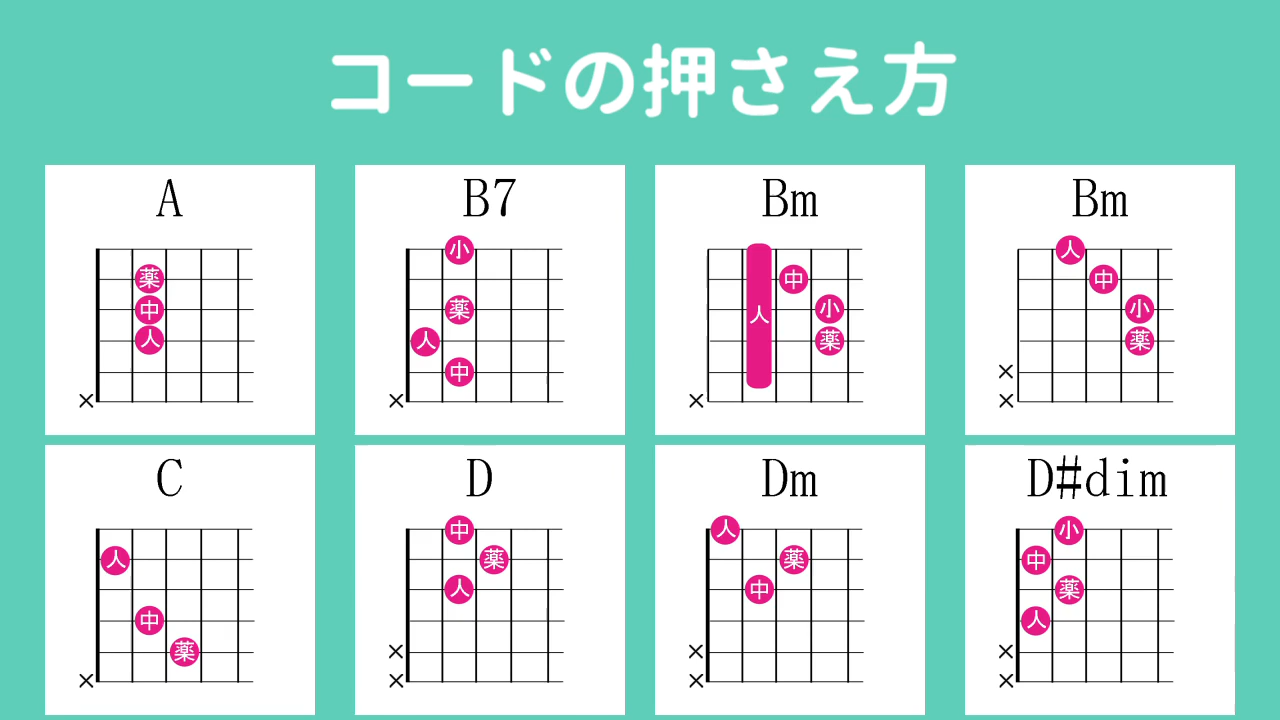 コードの押さえ方
A
薬
中
人
×
B7
小
薬
人
中
×
Bm
人
中
小
薬
×
Bm
人
中
小
薬
×
×
C
人
中
薬
×
D
中
薬
人
×
×
Dm
人
薬
中
×
×
D#dim
小
中
薬
人
×
×